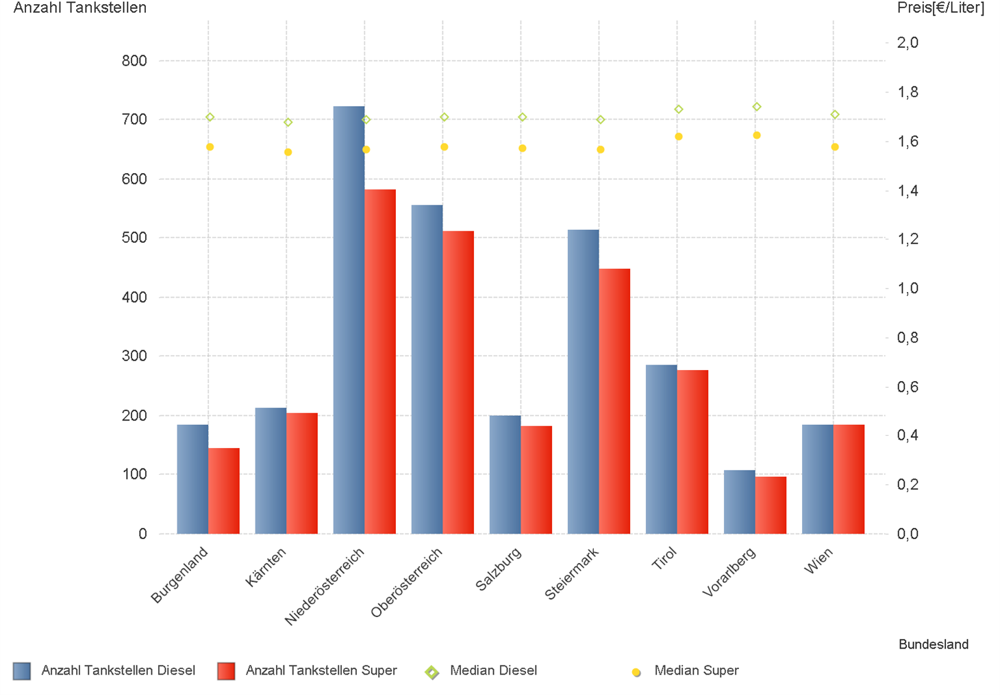 Anzahl Tankstellen
Preis[€/Liter]
800
700
600
500
400
300
200
100
0
2,0
1,8
1,6
1,4
1,2
1,0
0,8
0,6
0,4
0,2
0,0
Burgenland
Kärnten
Niederösterreich
Oberösterreich
Salzburg
Steiermark
Tirol
Vorarlberg
Wien
Bundesland
Anzahl Tankstellen Diesel
Anzahl Tankstellen Super
Median Diesel
Median Super